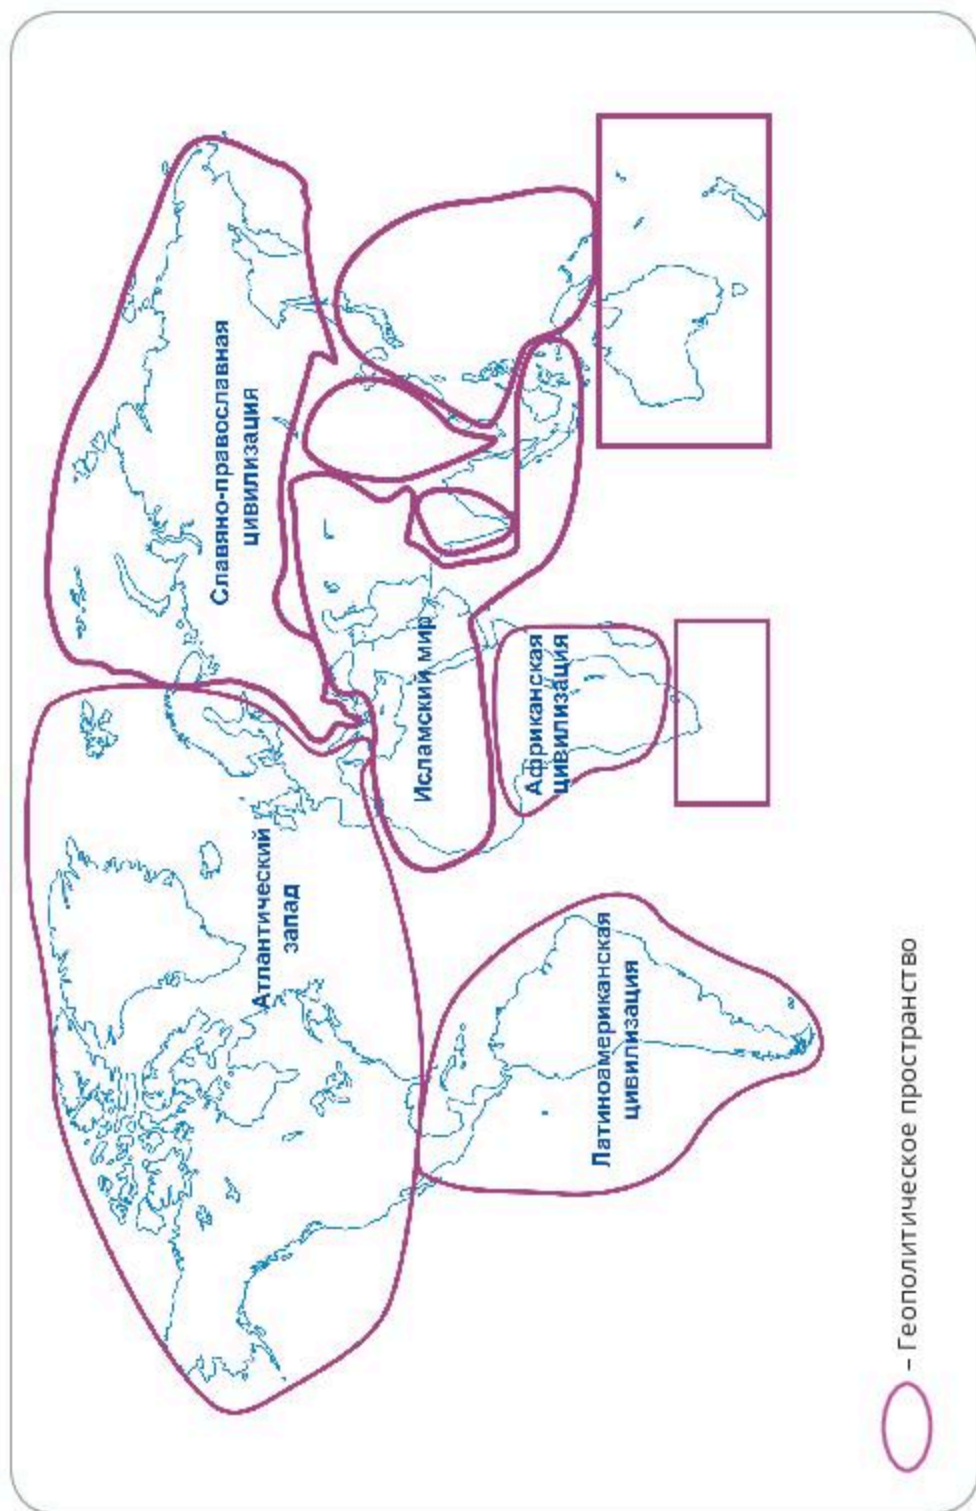 Славяно-православная
цивилизация
Атлантический
запад
Исламский мир
Африканская
цивилизация
Латиноамериканская
цивилизация
– Геополитическое пространство